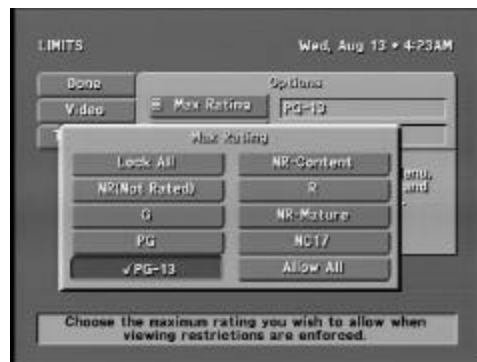 LIMITS
Wed, Aug 13 • 4:23AM
Done
Options
Video
Max Rating
PG-13
Max Rating
Lock All
NR-Content
NR(Not Rated)
R
G
NR-Mature
PG
NC17
✓PG-13
Allow All
and
Choose the maximum rating you wish to allow when
viewing restrictions are enforced.